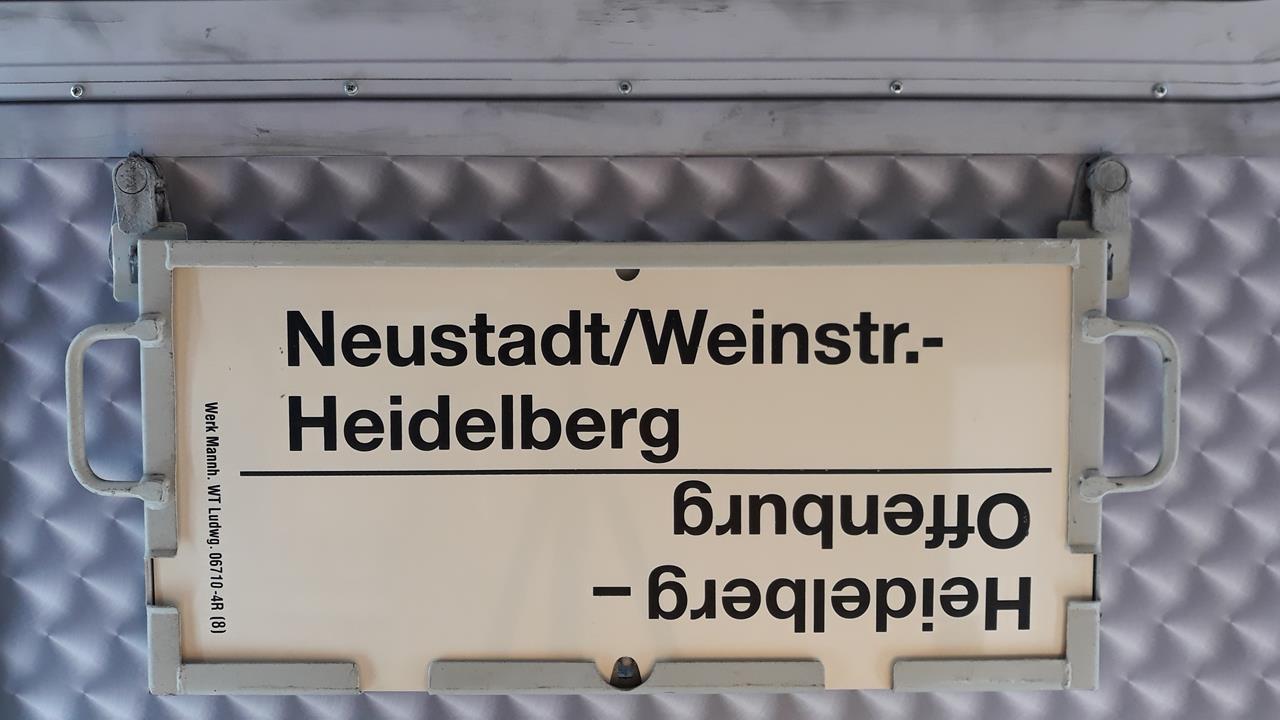 Neustadt/Weinstr.-
Heidelberg
Heidelberg –
Offenburg
Werk Mannh. WT Ludwg. 06710-4R (8)